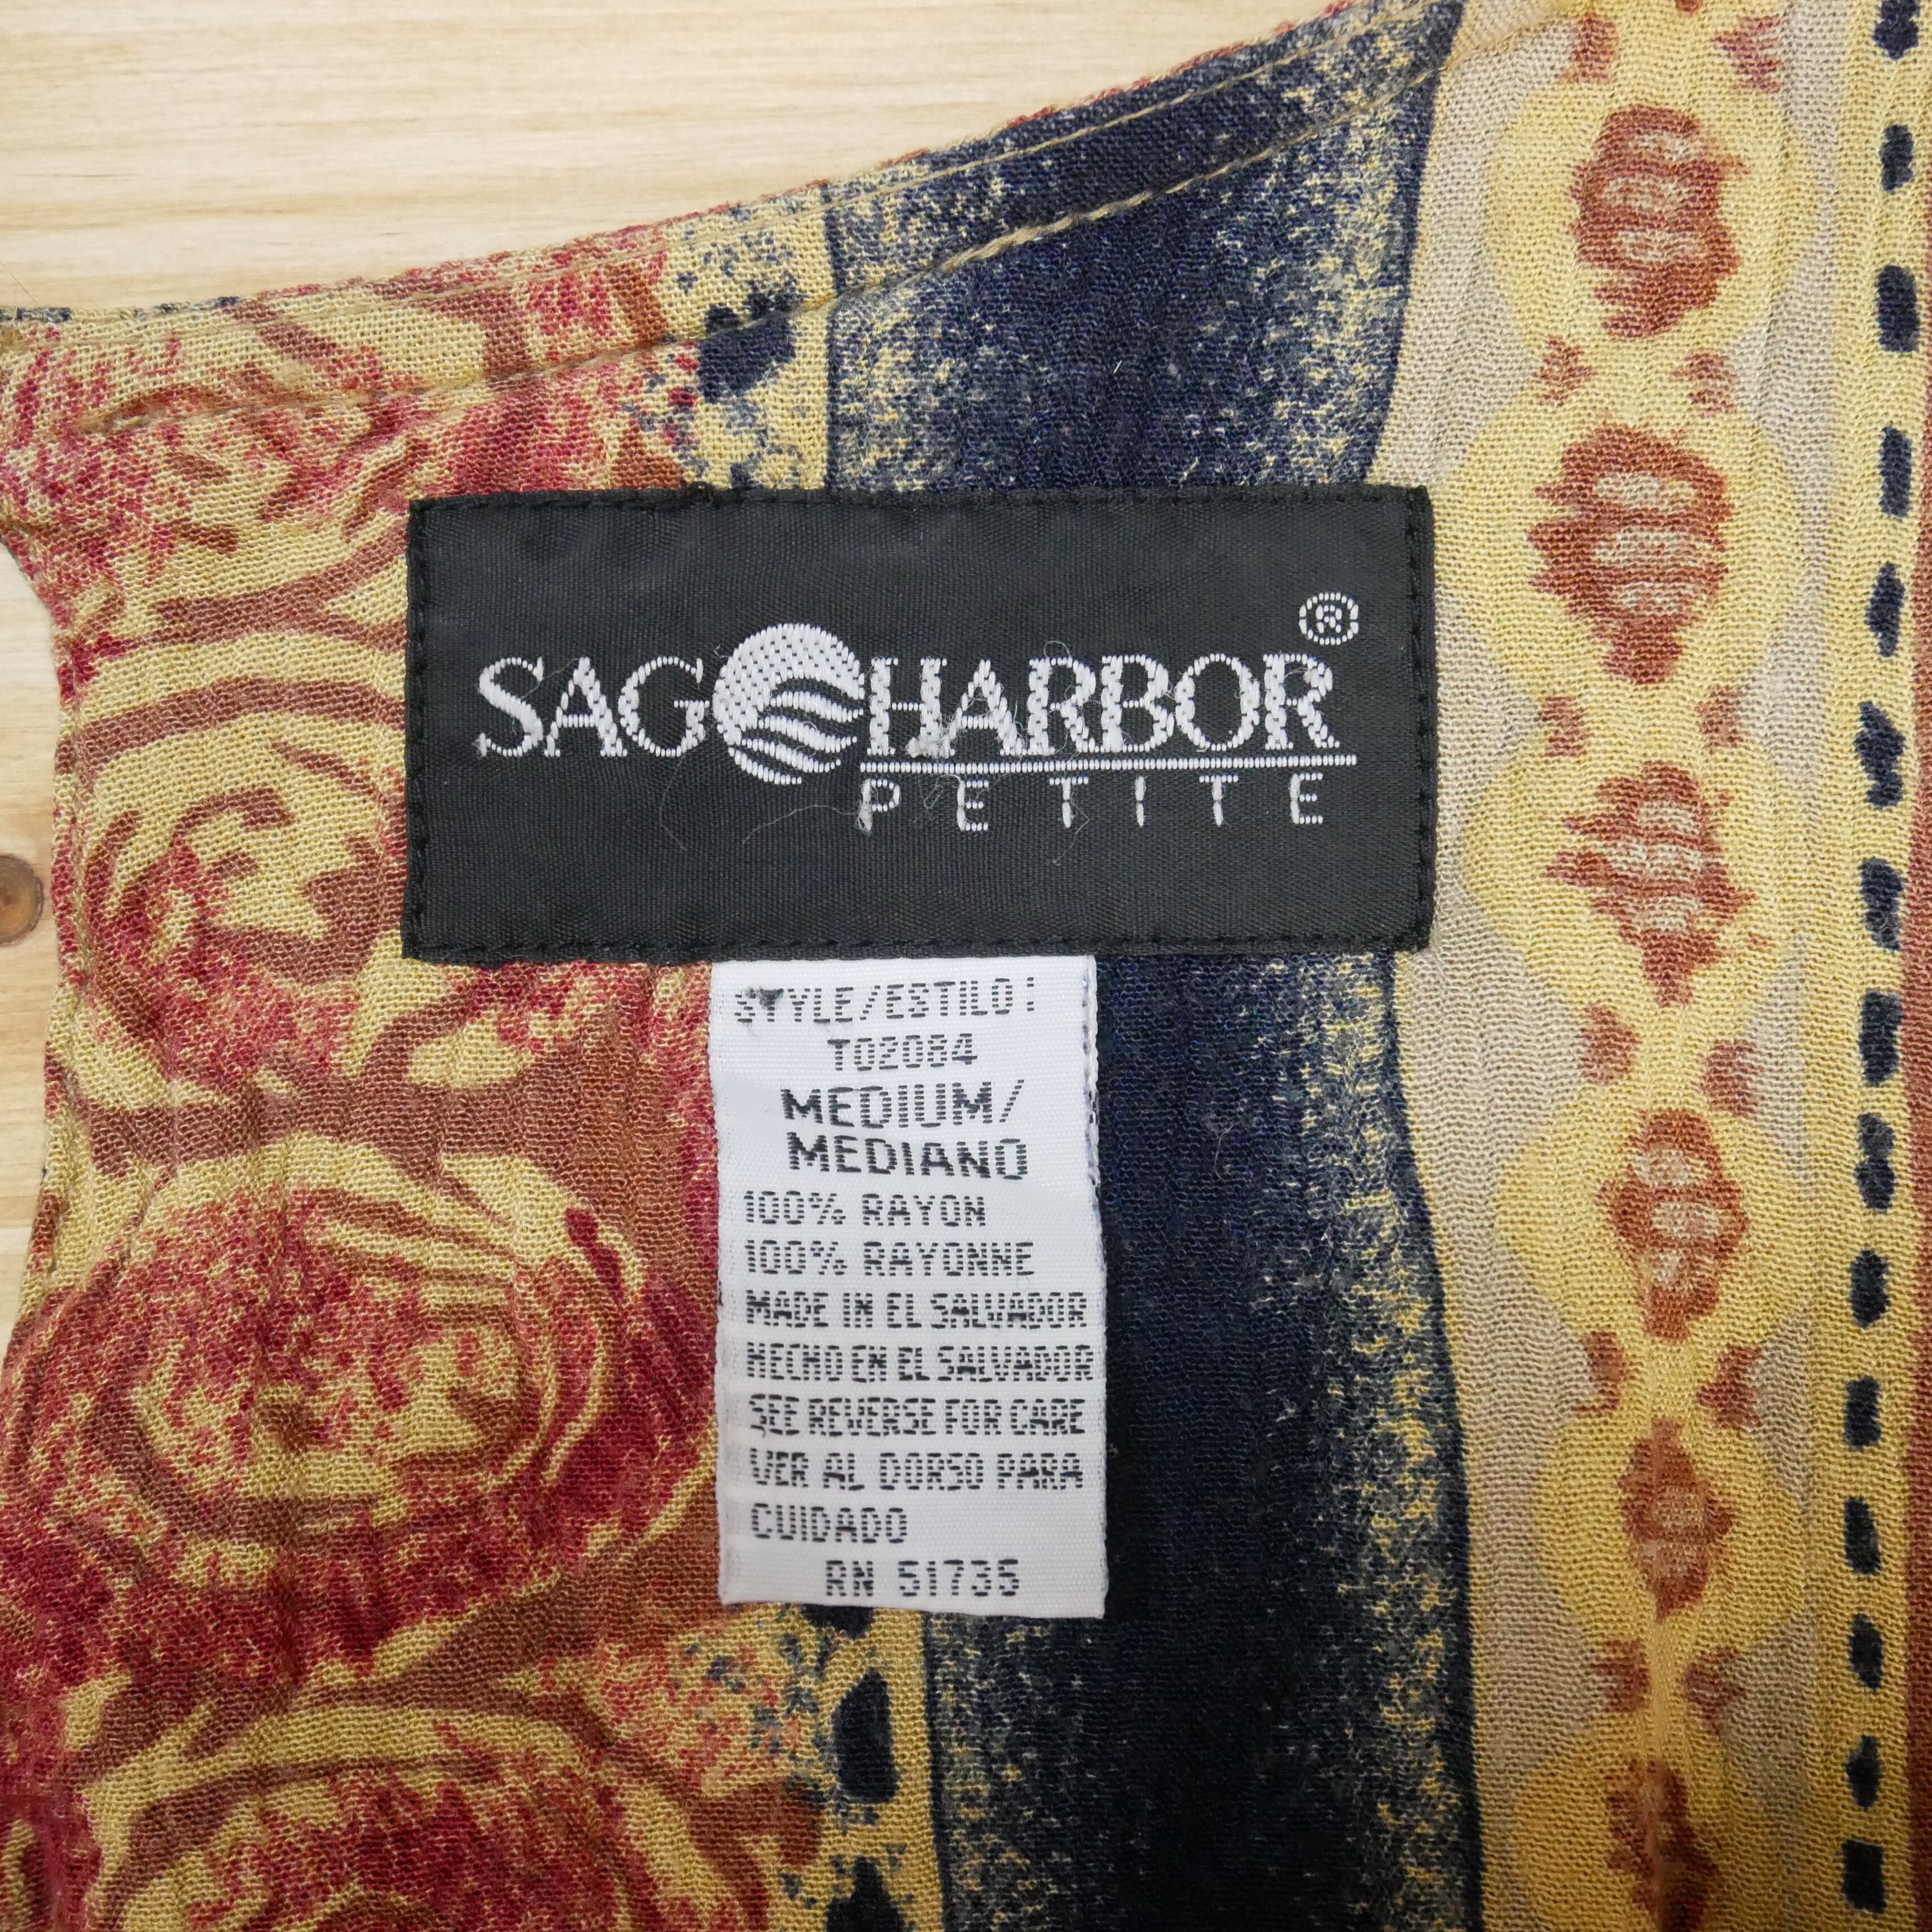 SAG HARBOR®
PETITE
STYLE/ESTILO:
T02084
MEDIUM/
MEDIANO
100% RAYON
100% RAYONNE
MADE IN EL SALVADOR
HECHO EN EL SALVADOR
SEE REVERSE FOR CARE
VER AL DORSO PARA
CUIDADO
RN 51735